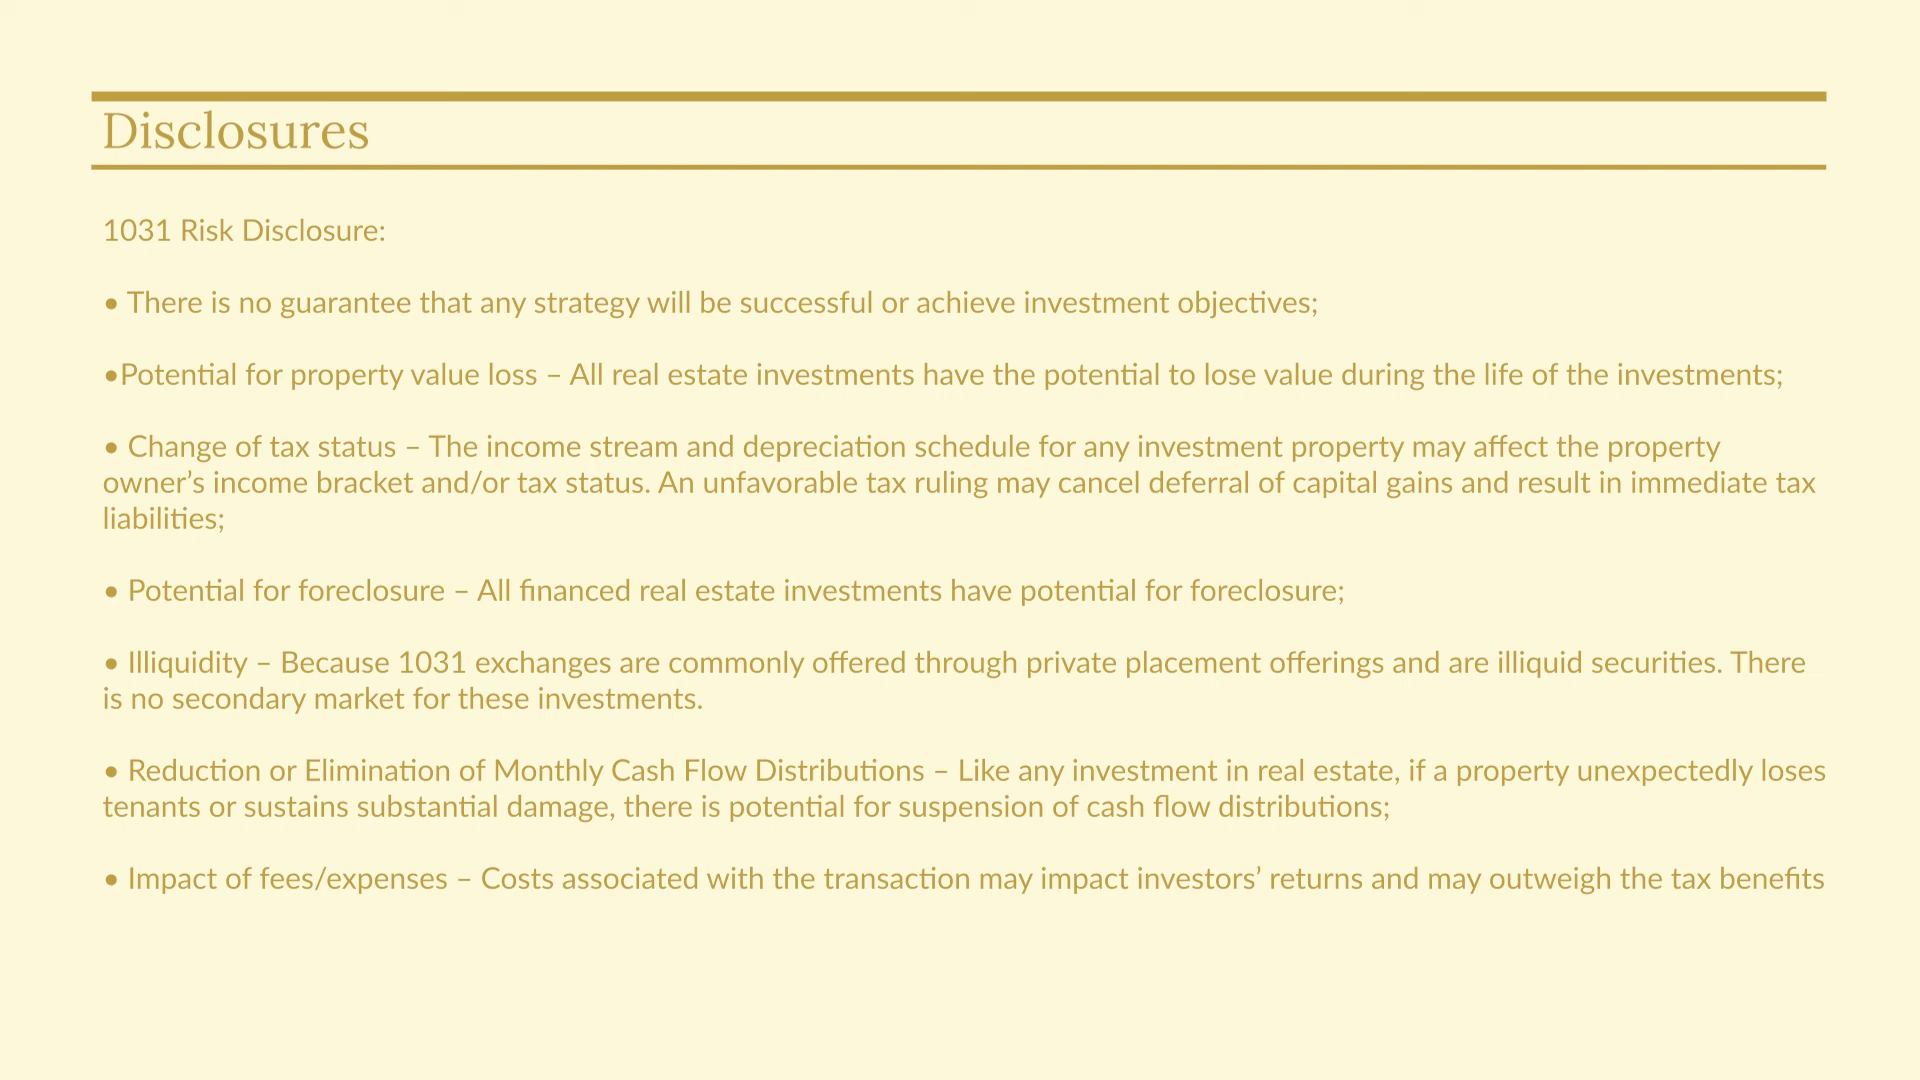 Disclosures
1031 Risk Disclosure:
• There is no guarantee that any strategy will be successful or achieve investment objectives;
•Potential for property value loss – All real estate investments have the potential to lose value during the life of the investments;
• Change of tax status – The income stream and depreciation schedule for any investment property may affect the property
owner’s income bracket and/or tax status. An unfavorable tax ruling may cancel deferral of capital gains and result in immediate tax
liabilities;
• Potential for foreclosure – All financed real estate investments have potential for foreclosure;
• Illiquidity – Because 1031 exchanges are commonly offered through private placement offerings and are illiquid securities. There
is no secondary market for these investments.
• Reduction or Elimination of Monthly Cash Flow Distributions – Like any investment in real estate, if a property unexpectedly loses
tenants or sustains substantial damage, there is potential for suspension of cash flow distributions;
• Impact of fees/expenses – Costs associated with the transaction may impact investors’ returns and may outweigh the tax benefits